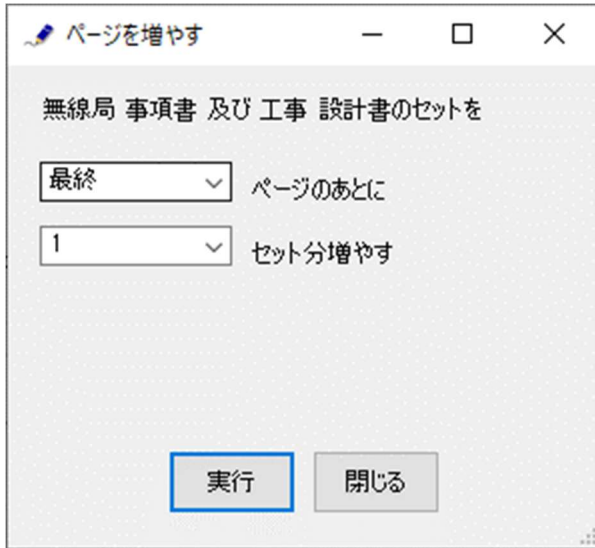 ページを増やす
無線局 事項書 及び 工事 設計書のセットを
最終 ページのあとに
1 セット分増やす
実行 閉じる